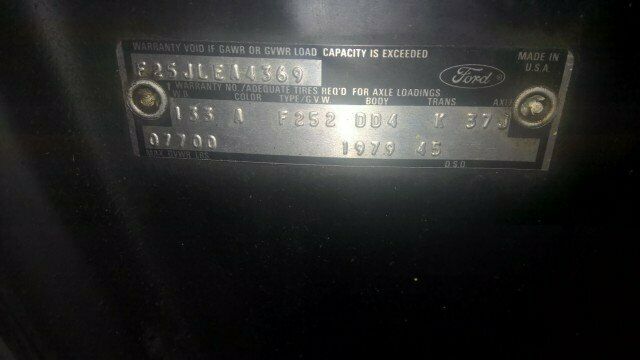 WARRANTY VOID IF GAWR OR GVWR LOAD CAPACITY IS EXCEEDED
MADE IN U.S.A.
F25JLEA4369
Ford
WARRANTY NO./ADEQUATE TIRES REQ'D FOR AXLE LOADINGS
W.B. COLOR TYPE/G.V.W. BODY TRANS AXLE
133 A F252 DD4 K 37J
07700 1979 45
MAX. GVWR LBS D.S.O.